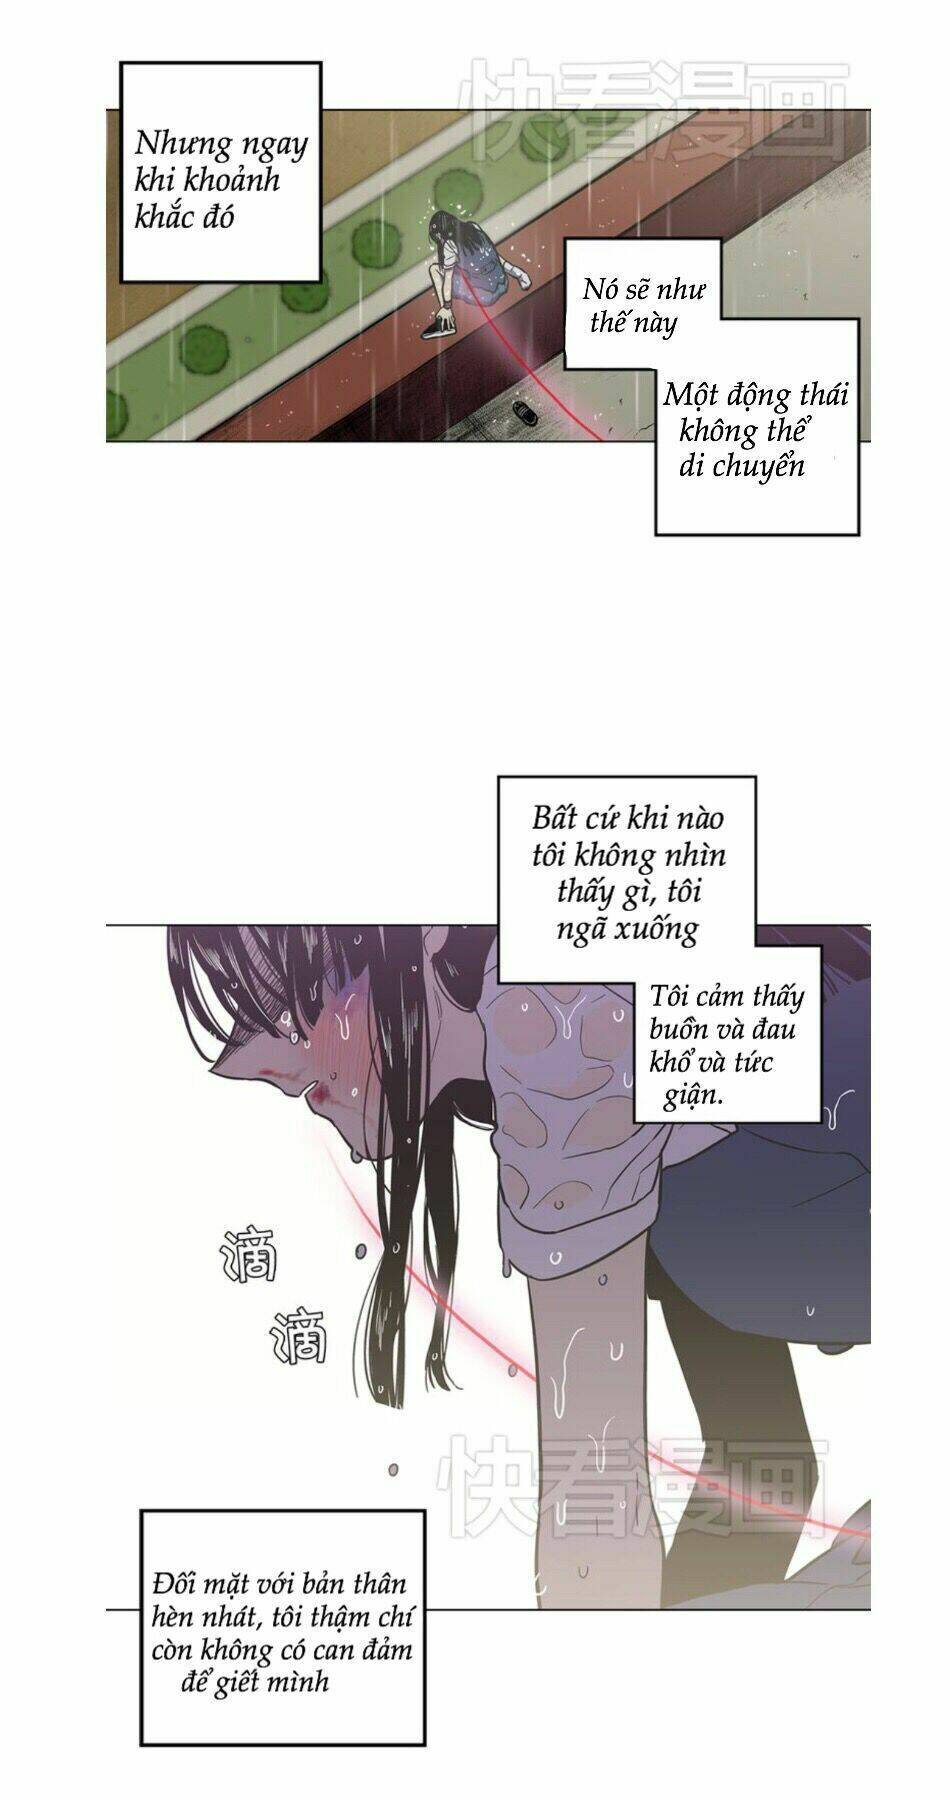 快看漫画
Nhưng ngay
khi khoảnh
khắc đó
Nó sẽ như
thế này
Một động thái
không thể
di chuyển
Bất cứ khi nào
tôi không nhìn
thấy gì, tôi
ngã xuống
Tôi cảm thấy
buồn và đau
khổ và tức
giận.
滴
滴
快看漫画
Đối mặt với bản thân
hèn nhát, tôi thậm chí
còn không có can đảm
để giết mình